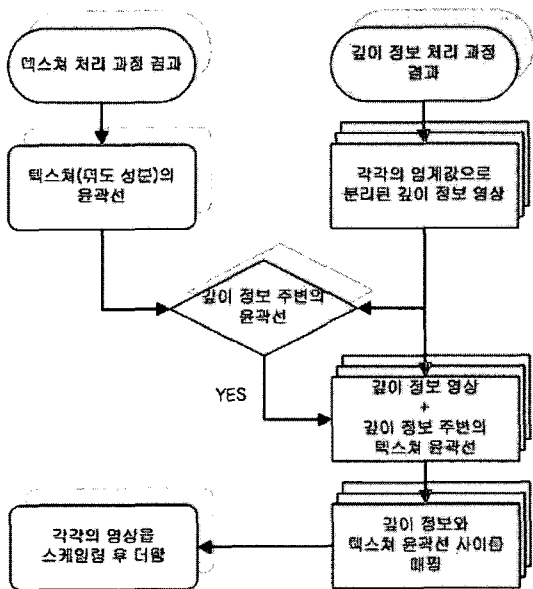 텍스쳐 처리 과정 결과
깊이 정보 처리 과정
결과
텍스쳐(휘도 성분)의
윤곽선
각각의 임계값으로
분리된 깊이 정보 영상
깊이 정보 주변의
윤곽선
YES
깊이 정보 영상
+
깊이 정보 주변의
텍스쳐 윤곽선
각각의 영상을
스케일링 후 더함
깊이 정보와
텍스쳐 윤곽선 사이를
매핑